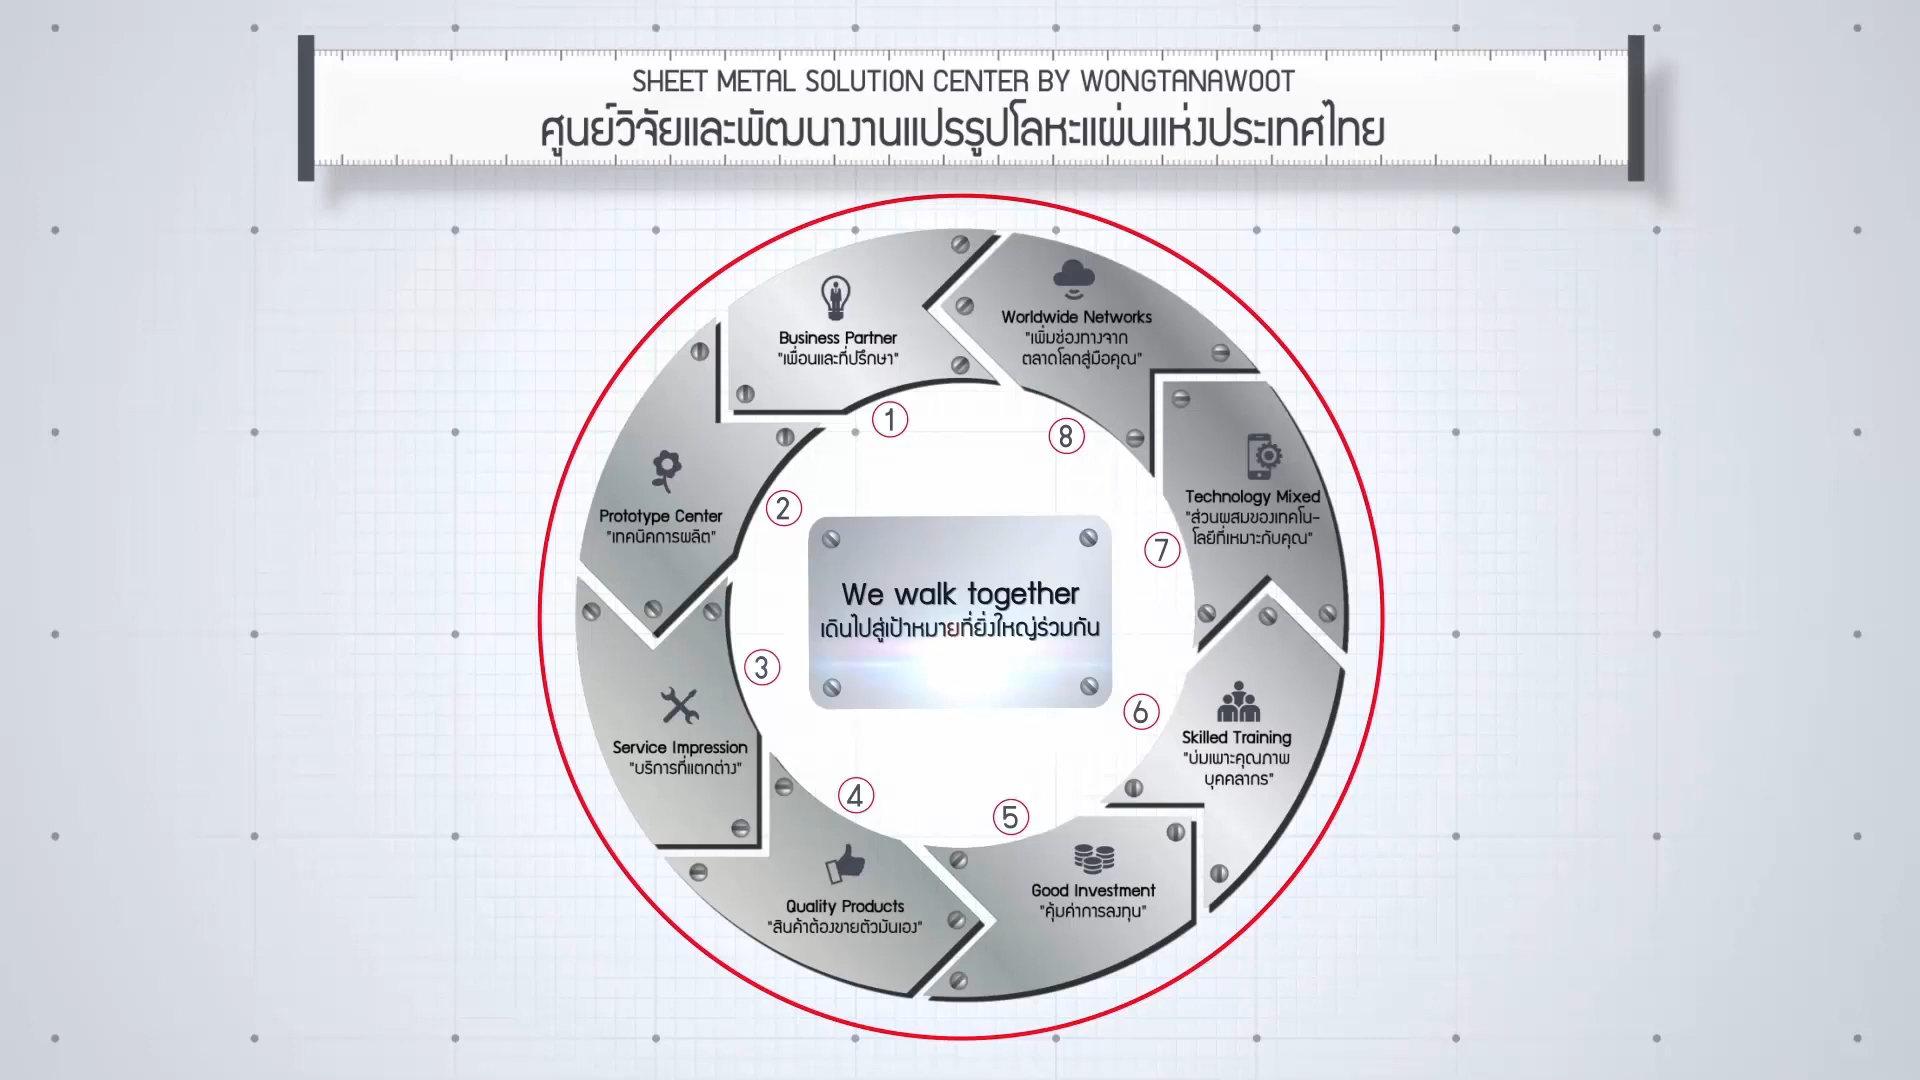 SHEET METAL SOLUTION CENTER BY WONGTANAWOOT
ศูนย์วิจัยและพัฒนางานแปรรูปโลหะแผ่นแห่งประเทศไทย
We walk together
เดินไปสู่เป้าหมายที่ยิ่งใหญ่ร่วมกัน
1
Business Partner
"เพื่อนและที่ปรึกษา"
2
Prototype Center
"เทคนิคการผลิต"
3
Service Impression
"บริการที่แตกต่าง"
4
Quality Products
"สินค้าต้องขายตัวมันเอง"
5
Good Investment
"คุ้มค่าการลงทุน"
6
Skilled Training
"บ่มเพาะคุณภาพ
บุคคลากร"
7
Technology Mixed
"ส่วนผสมของเทคโน-
โลยีที่เหมาะกับคุณ"
8
Worldwide Networks
"เพิ่มช่องทางจาก
ตลาดโลกสู่มือคุณ"